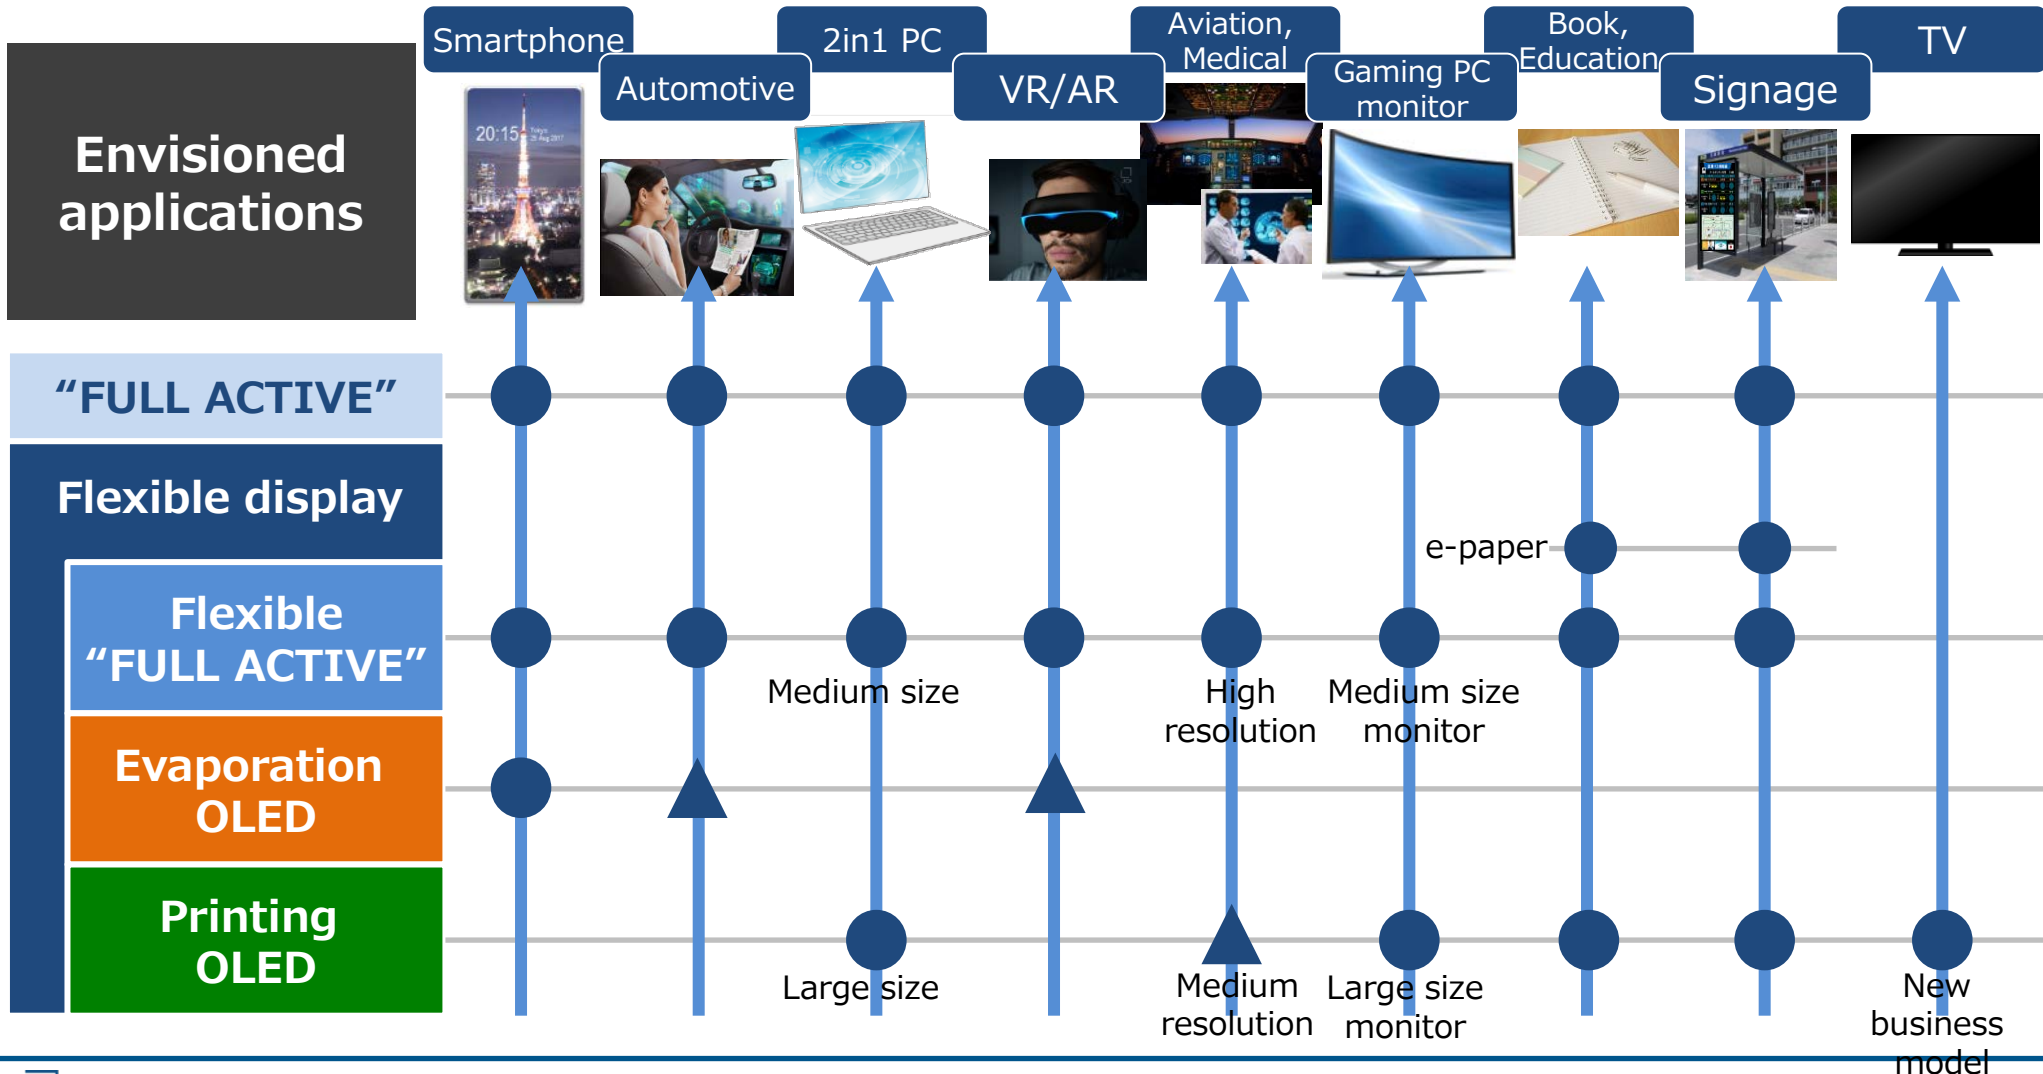 Smartphone
Automotive
2in1 PC
VR/AR
Aviation,
Medical
Gaming PC
monitor
Book,
Education
Signage
TV
Envisioned
applications
20:15
Tokyo
“FULL ACTIVE”
Flexible display
e-paper
Flexible
“FULL ACTIVE”
Medium size
High
resolution
Medium size
monitor
Evaporation
OLED
Printing
OLED
Large size
Medium
resolution
Large size
monitor
New
business
model